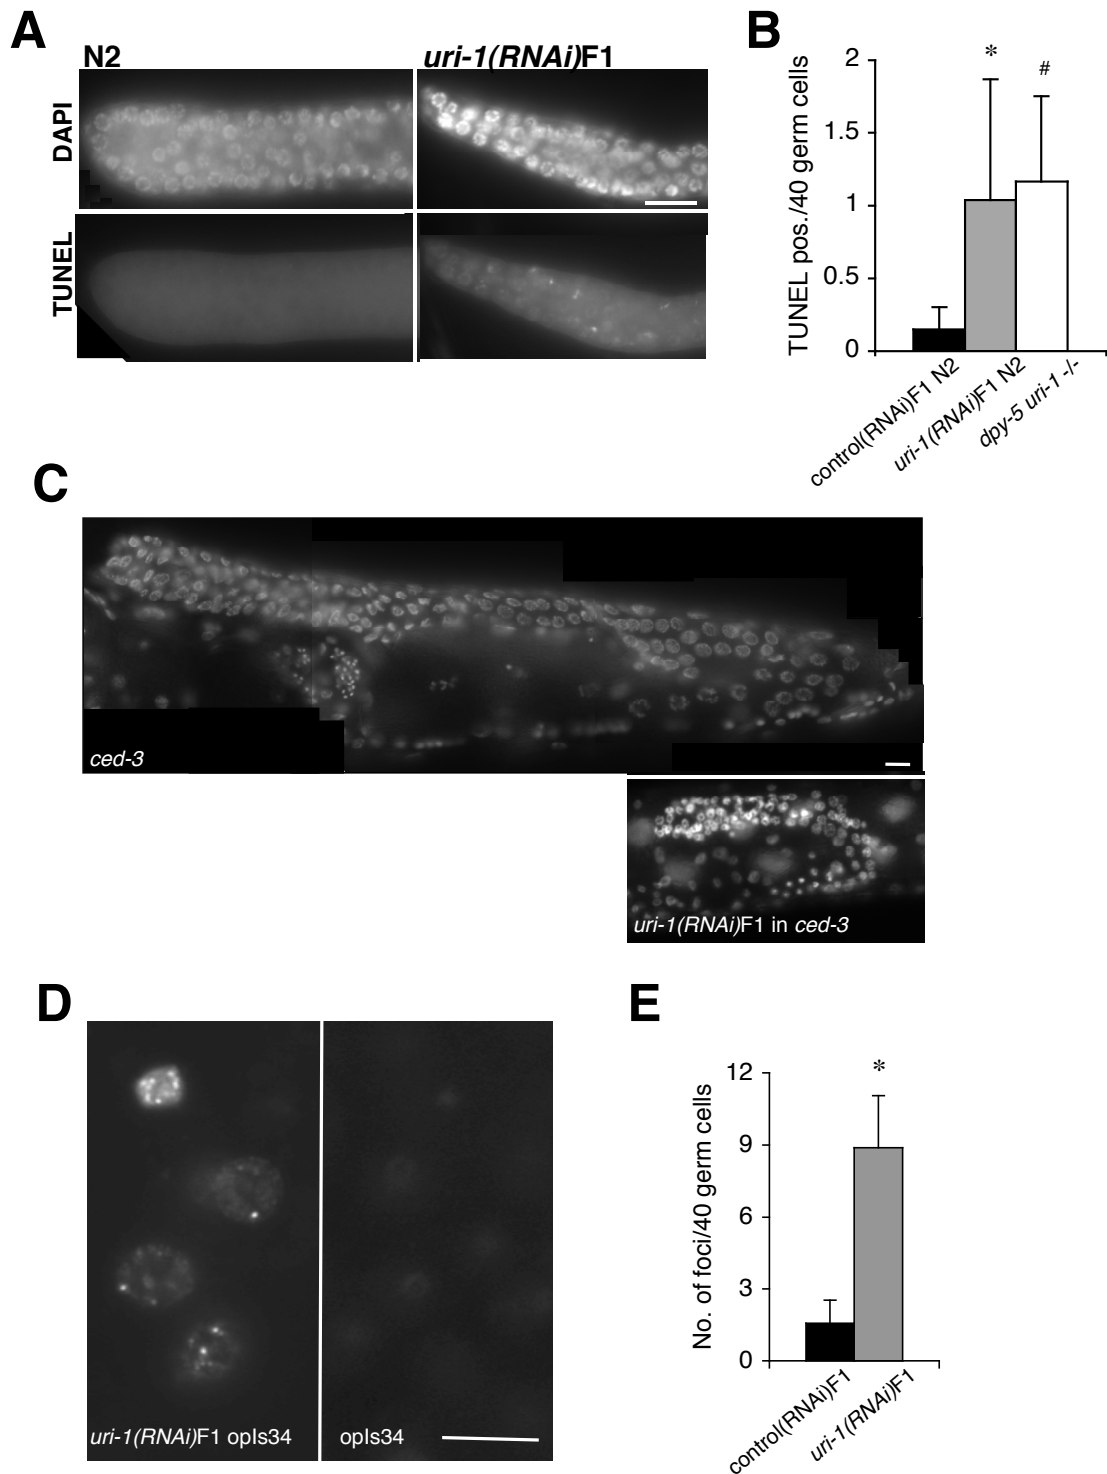 A
N2
uri-1(RNAi)F1
DAPI
TUNEL
B
TUNEL pos./40 germ cells
2
1.5
1
0.5
0
*
#
control(RNAi)F1 N2
uri-1(RNAi)F1 N2
dpy-5 uri-1 -/-
C
ced-3
uri-1(RNAi)F1 in ced-3
D
uri-1(RNAi)F1 opIs34
opIs34
E
No. of foci/40 germ cells
12
9
6
3
0
*
control(RNAi)F1
uri-1(RNAi)F1